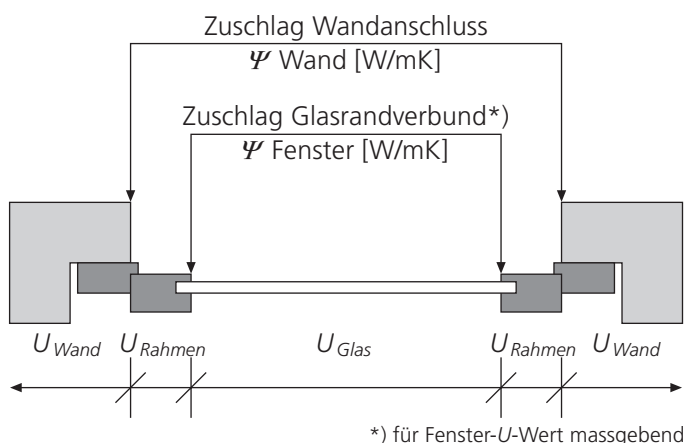 Zuschlag Wandanschluss
Ψ Wand [W/mK]
Zuschlag Glasrandverbund*)
Ψ Fenster [W/mK]
U Wand U Rahmen U Glas U Rahmen U Wand
*) für Fenster-U-Wert massgebend